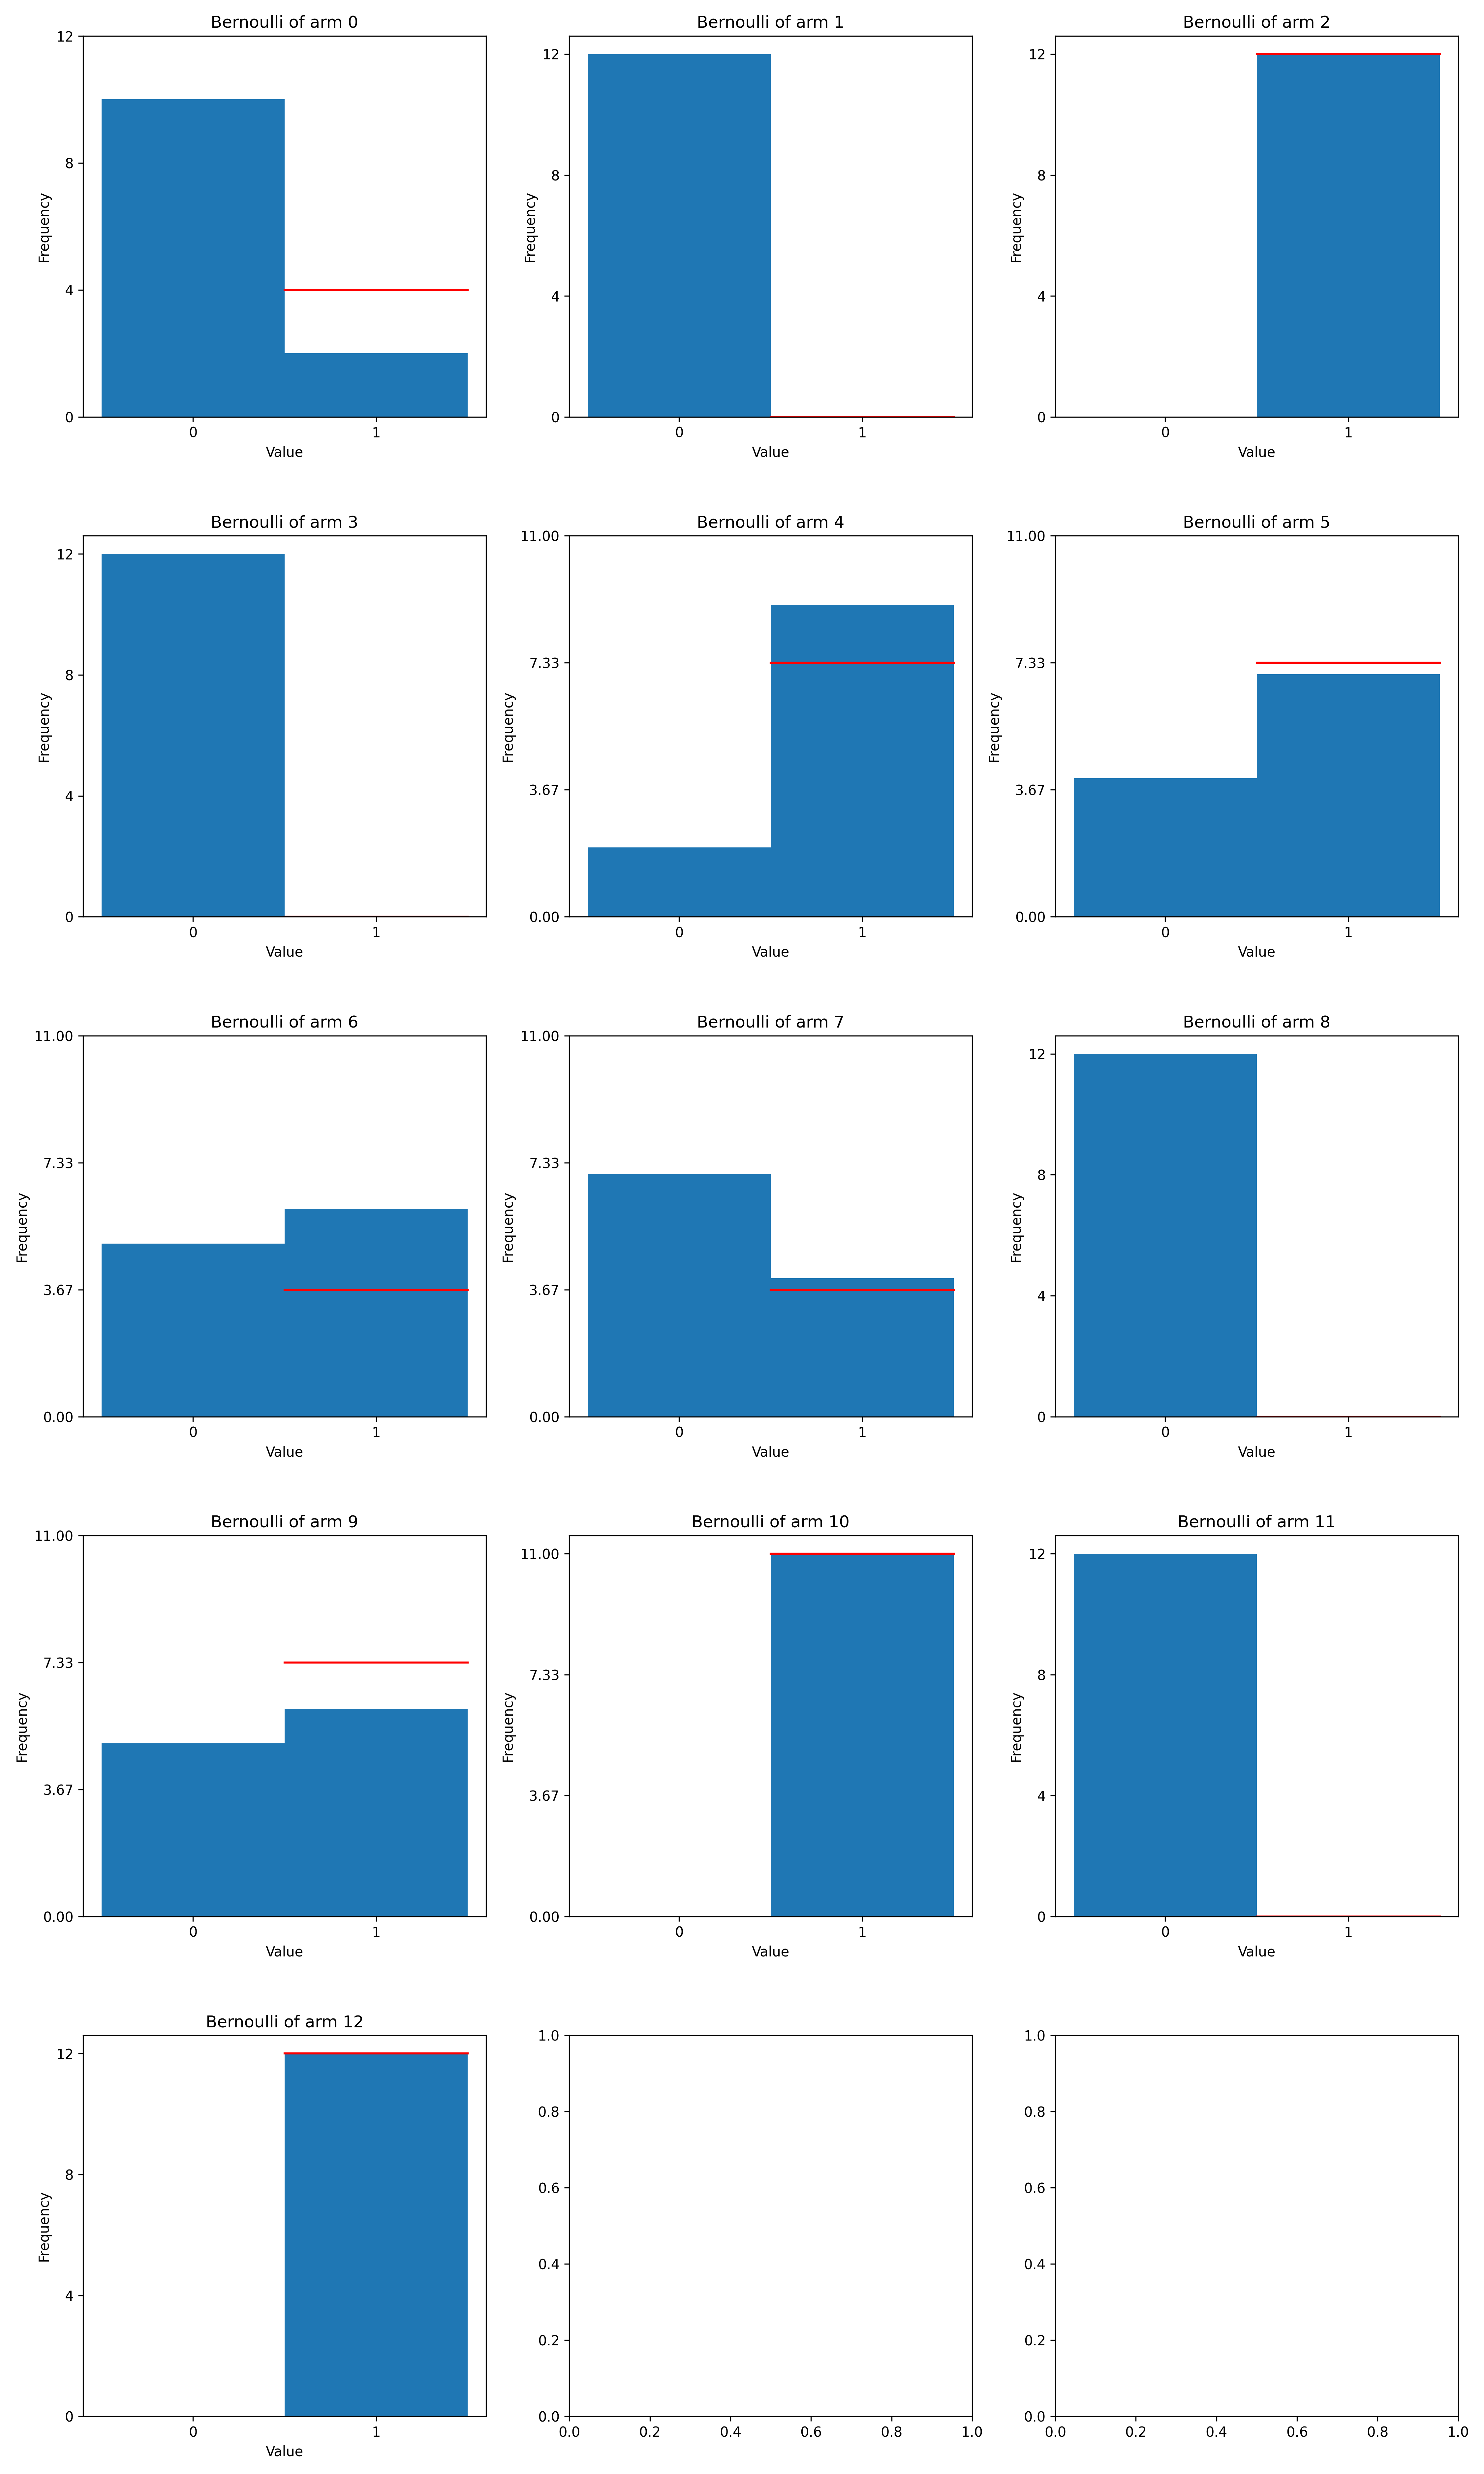 Bernoulli of arm 0
12
8
4
0
Frequency
0 1
Value
Bernoulli of arm 1
12
8
4
0
Frequency
0 1
Value
Bernoulli of arm 2
12
8
4
0
Frequency
0 1
Value
Bernoulli of arm 3
12
8
4
0
Frequency
0 1
Value
Bernoulli of arm 4
11.00
7.33
3.67
0.00
Frequency
0 1
Value
Bernoulli of arm 5
11.00
7.33
3.67
0.00
Frequency
0 1
Value
Bernoulli of arm 6
11.00
7.33
3.67
0.00
Frequency
0 1
Value
Bernoulli of arm 7
11.00
7.33
3.67
0.00
Frequency
0 1
Value
Bernoulli of arm 8
12
8
4
0
Frequency
0 1
Value
Bernoulli of arm 9
11.00
7.33
3.67
0.00
Frequency
0 1
Value
Bernoulli of arm 10
11.00
7.33
3.67
0.00
Frequency
0 1
Value
Bernoulli of arm 11
12
8
4
0
Frequency
0 1
Value
Bernoulli of arm 12
12
8
4
0
Frequency
0 1
Value
1.0
0.8
0.6
0.4
0.2
0.0
0.0 0.2 0.4 0.6 0.8 1.0
1.0
0.8
0.6
0.4
0.2
0.0
0.0 0.2 0.4 0.6 0.8 1.0